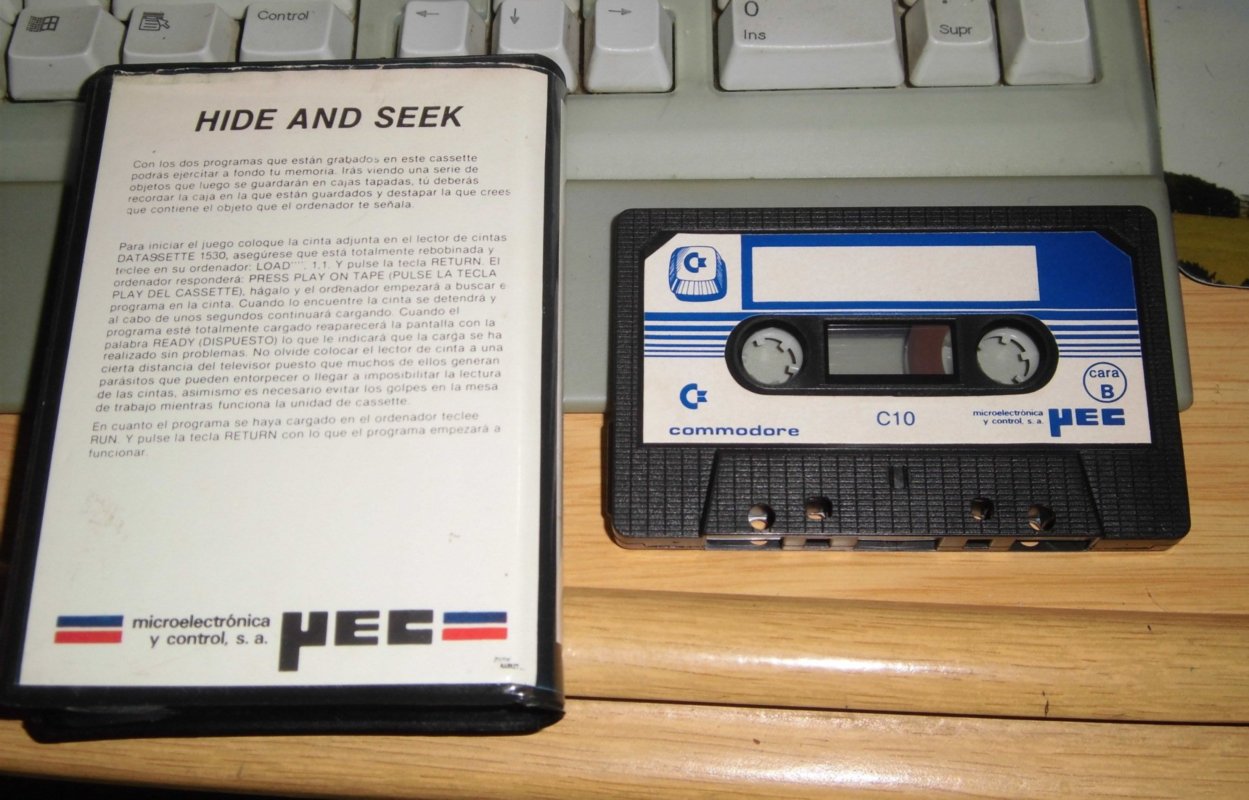 Control
←
↓
→
0
Ins
.
Supr
HIDE AND SEEK
Con los dos programas que están grabados en este cassette
podrás ejercitar a fondo tu memoria. Irás viendo una serie de
objetos que luego se guardarán en cajas tapadas, tú deberás
recordar la caja en la que están guardados y destapar la que crees
que contiene el objeto que el ordenador te señala.
Para iniciar el juego coloque la cinta adjunta en el lector de cintas
DATASSETTE 1530, asegúrese que está totalmente rebobinada y
teclee en su ordenador: LOAD"", 1,1. Y pulse la tecla RETURN. El
ordenador responderá: PRESS PLAY ON TAPE (PULSE LA TECLA
PLAY DEL CASSETTE), hágalo y el ordenador empezará a buscar e
programa en la cinta. Cuando lo encuentre la cinta se detendrá y
al cabo de unos segundos continuará cargando. Cuando el
programa esté totalmente cargado reaparecerá la pantalla con la
palabra READY (DISPUESTO) lo que le indicará que la carga se ha
realizado sin problemas. No olvide colocar el lector de cinta a una
cierta distancia del televisor puesto que muchos de ellos generan
parásitos que pueden entorpecer o llegar a imposibilitar la lectura
de las cintas, asimismo es necesario evitar los golpes en la mesa
de trabajo mientras funciona la unidad de cassette.
En cuanto el programa se haya cargado en el ordenador teclee
RUN. Y pulse la tecla RETURN con lo que el programa empezará a
funcionar.
microelectrónica
y control, s. a.
μEC
cara
B
commodore
C10
microelectrónica
y control, s. a.
μEC